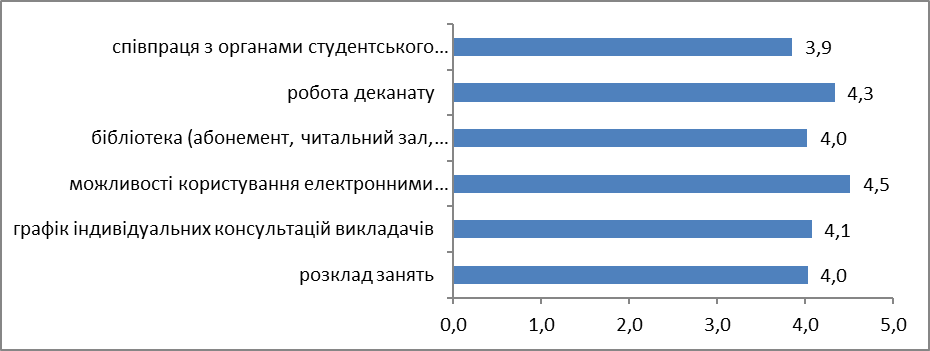 співпраця з органами студентського... 3,9
робота деканату 4,3
бібліотека (абонемент, читальний зал,... 4,0
можливості користування електронними... 4,5
графік індивідуальних консультацій викладачів 4,1
розклад занять 4,0
0,0 1,0 2,0 3,0 4,0 5,0